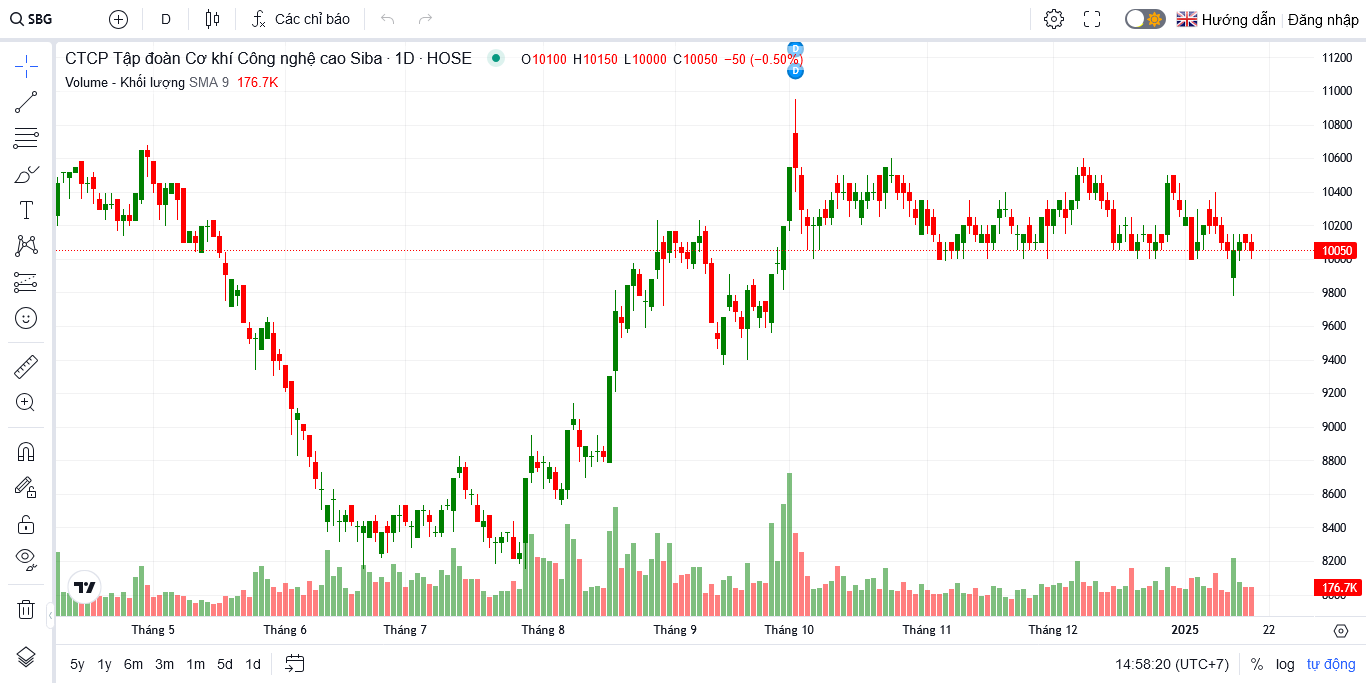 SBG D Các chỉ báo Hướng dẫn Đăng nhập
CTCP Tập đoàn Cơ khí Công nghệ cao Siba · 1D · HOSE O10100 H10150 L10000 C10050 −50 (−0.50%)
Volume - Khối lượng SMA 9 176.7K
D
D
11200
11000
10800
10600
10400
10200
10050
10000
9800
9600
9400
9200
9000
8800
8600
8400
8200
176.7K
8000
Tháng 5 Tháng 6 Tháng 7 Tháng 8 Tháng 9 Tháng 10 Tháng 11 Tháng 12 2025 22
5y 1y 6m 3m 1m 5d 1d 14:58:20 (UTC+7) % log tự động